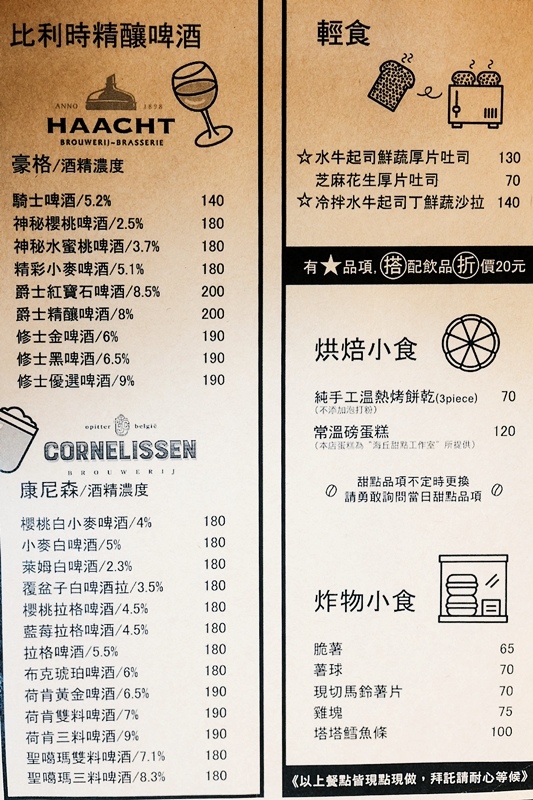 比利時精釀啤酒
ANNO 1898
HAACHT
BROUWERIJ-BRASSERIE
豪格/酒精濃度
騎士啤酒/5.2% 140
神秘櫻桃啤酒/2.5% 180
神秘水蜜桃啤酒/3.7% 180
精彩小麥啤酒/5.1% 180
爵士紅寶石啤酒/8.5% 200
爵士精釀啤酒/8% 200
修士金啤酒/6% 190
修士黑啤酒/6.5% 190
修士優選啤酒/9% 190
opitter belgië
CORNELISSEN
BROUWERIJ
康尼森/酒精濃度
櫻桃白小麥啤酒/4% 180
小麥白啤酒/5% 180
萊姆白啤酒/2.3% 180
覆盆子白啤酒拉/3.5% 180
櫻桃拉格啤酒/4.5% 180
藍莓拉格啤酒/4.5% 180
拉格啤酒/5.5% 180
布克琥珀啤酒/6% 180
荷肯黃金啤酒/6.5% 190
荷肯雙料啤酒/7% 190
荷肯三料啤酒/9% 190
聖噶瑪雙料啤酒/7.1% 180
聖噶瑪三料啤酒/8.3% 180
輕食
☆水牛起司鮮蔬厚片吐司 130
芝麻花生厚片吐司 70
☆冷拌水牛起司丁鮮蔬沙拉 140
有★品項,搭配飲品折價20元
烘焙小食
純手工溫熱烤餅乾(3piece) 70
(不添加泡打粉)
常溫磅蛋糕 120
(本店蛋糕為"海丘甜點工作室"所提供)
甜點品項不定時更換
請勇敢詢問當日甜點品項
炸物小食
脆薯 65
薯球 70
現切馬鈴薯片 70
雞塊 75
塔塔鱈魚條 100
《以上餐點皆現點現做，拜託請耐心等候》